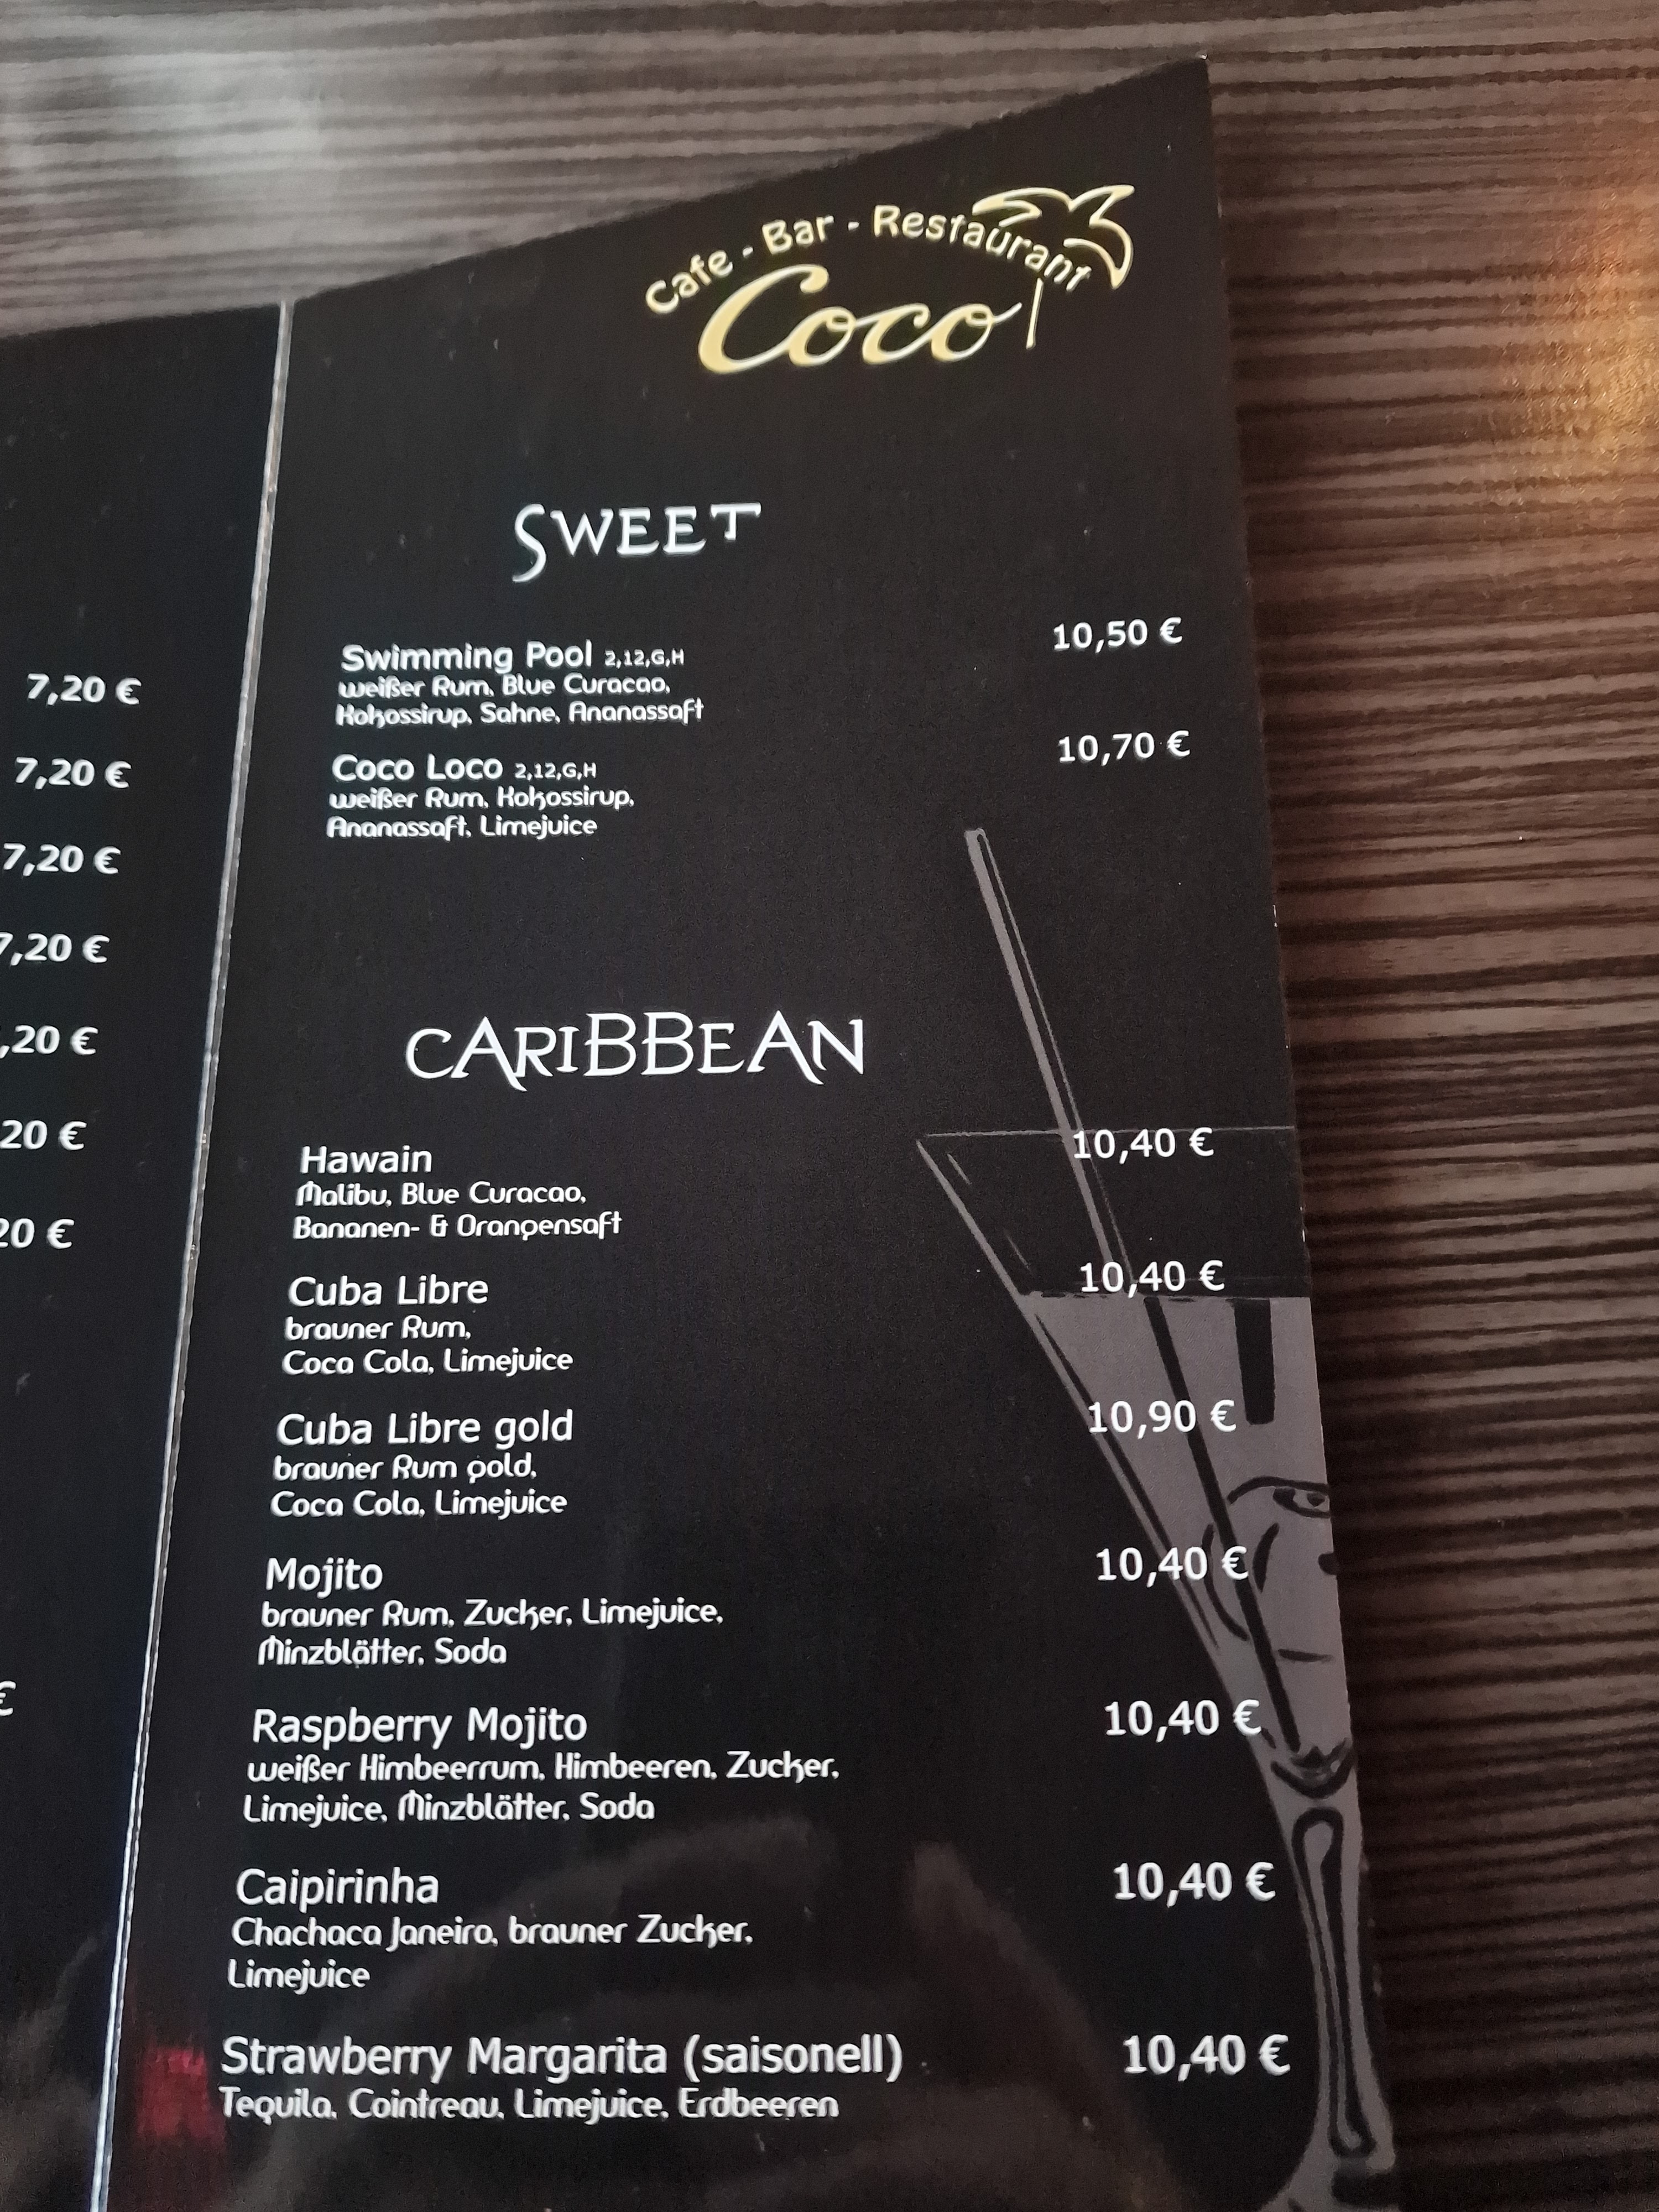 Cafe - Bar - Restaurant
Coco
SWEET
Swimming Pool 2,12,G,H 10,50 €
weißer Rum, Blue Curacao,
Kokossirup, Sahne, Ananassaft
Coco Loco 2,12,G,H 10,70 €
weißer Rum, Kokossirup,
Ananassaft, Limejuice
CARIBBEAN
Hawain 10,40 €
Malibu, Blue Curacao,
Bananen- & Orangensaft
Cuba Libre 10,40 €
brauner Rum,
Coca Cola, Limejuice
Cuba Libre gold 10,90 €
brauner Rum gold,
Coca Cola, Limejuice
Mojito 10,40 €
brauner Rum, Zucker, Limejuice,
Minzblätter, Soda
Raspberry Mojito 10,40 €
weißer Himbeerrum, Himbeeren, Zucker,
Limejuice, Minzblätter, Soda
Caipirinha 10,40 €
Chachaca Janeiro, brauner Zucker,
Limejuice
Strawberry Margarita (saisonell) 10,40 €
Tequila, Cointreau, Limejuice, Erdbeeren
7,20 €
7,20 €
7,20 €
7,20 €
,20 €
20 €
20 €
€